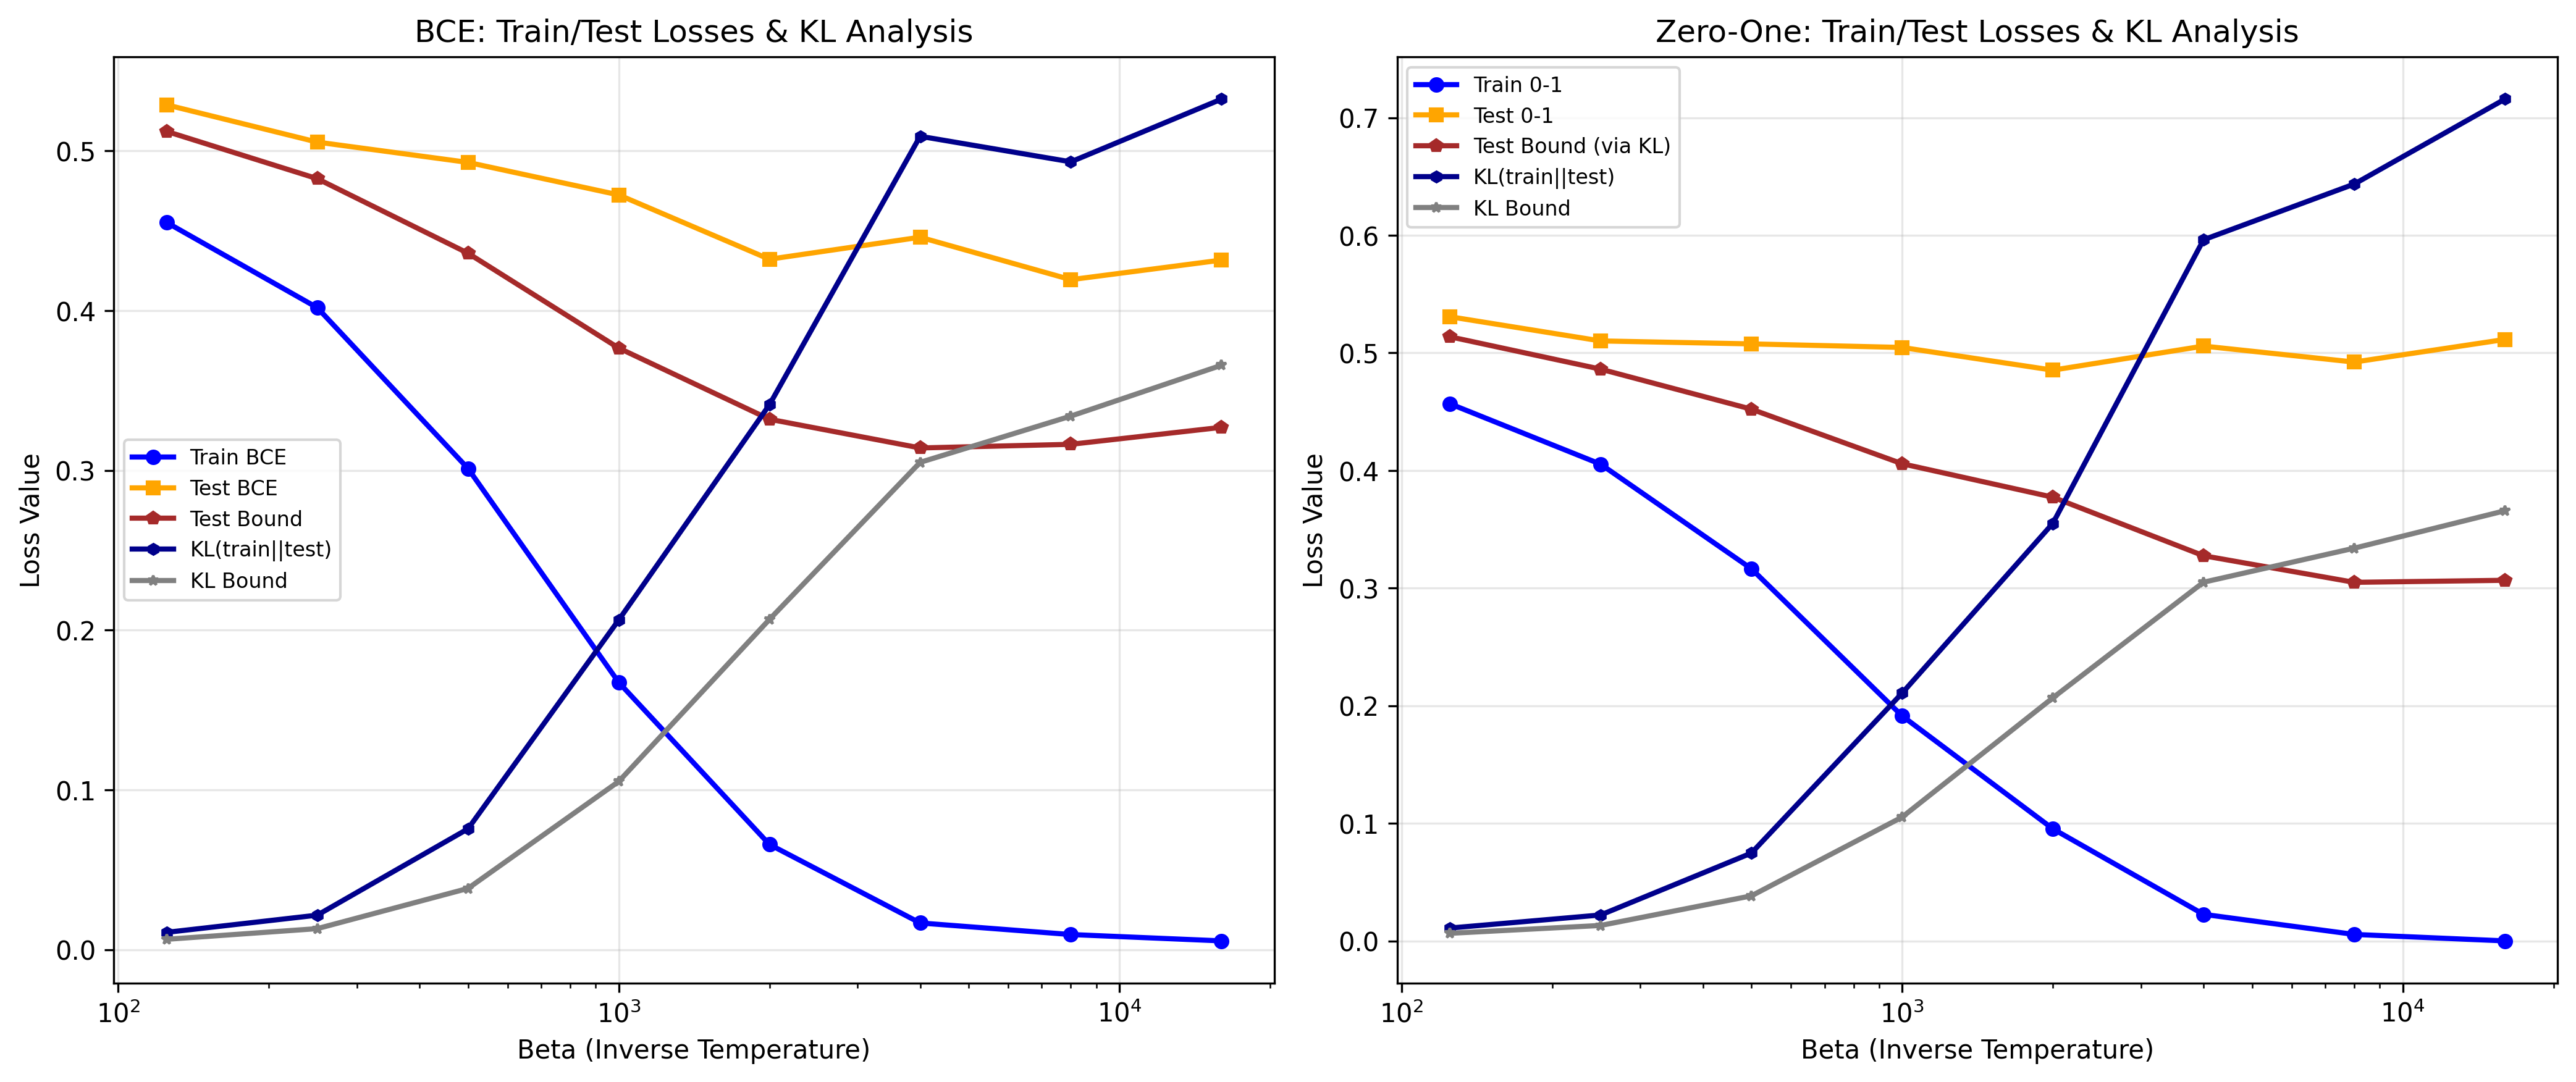 BCE: Train/Test Losses & KL Analysis
Loss Value
0.5
0.4
0.3
0.2
0.1
0.0
Train BCE
Test BCE
Test Bound
KL(train||test)
KL Bound
10²
10³
10⁴
Beta (Inverse Temperature)
Zero-One: Train/Test Losses & KL Analysis
Loss Value
0.7
0.6
0.5
0.4
0.3
0.2
0.1
0.0
Train 0-1
Test 0-1
Test Bound (via KL)
KL(train||test)
KL Bound
10²
10³
10⁴
Beta (Inverse Temperature)